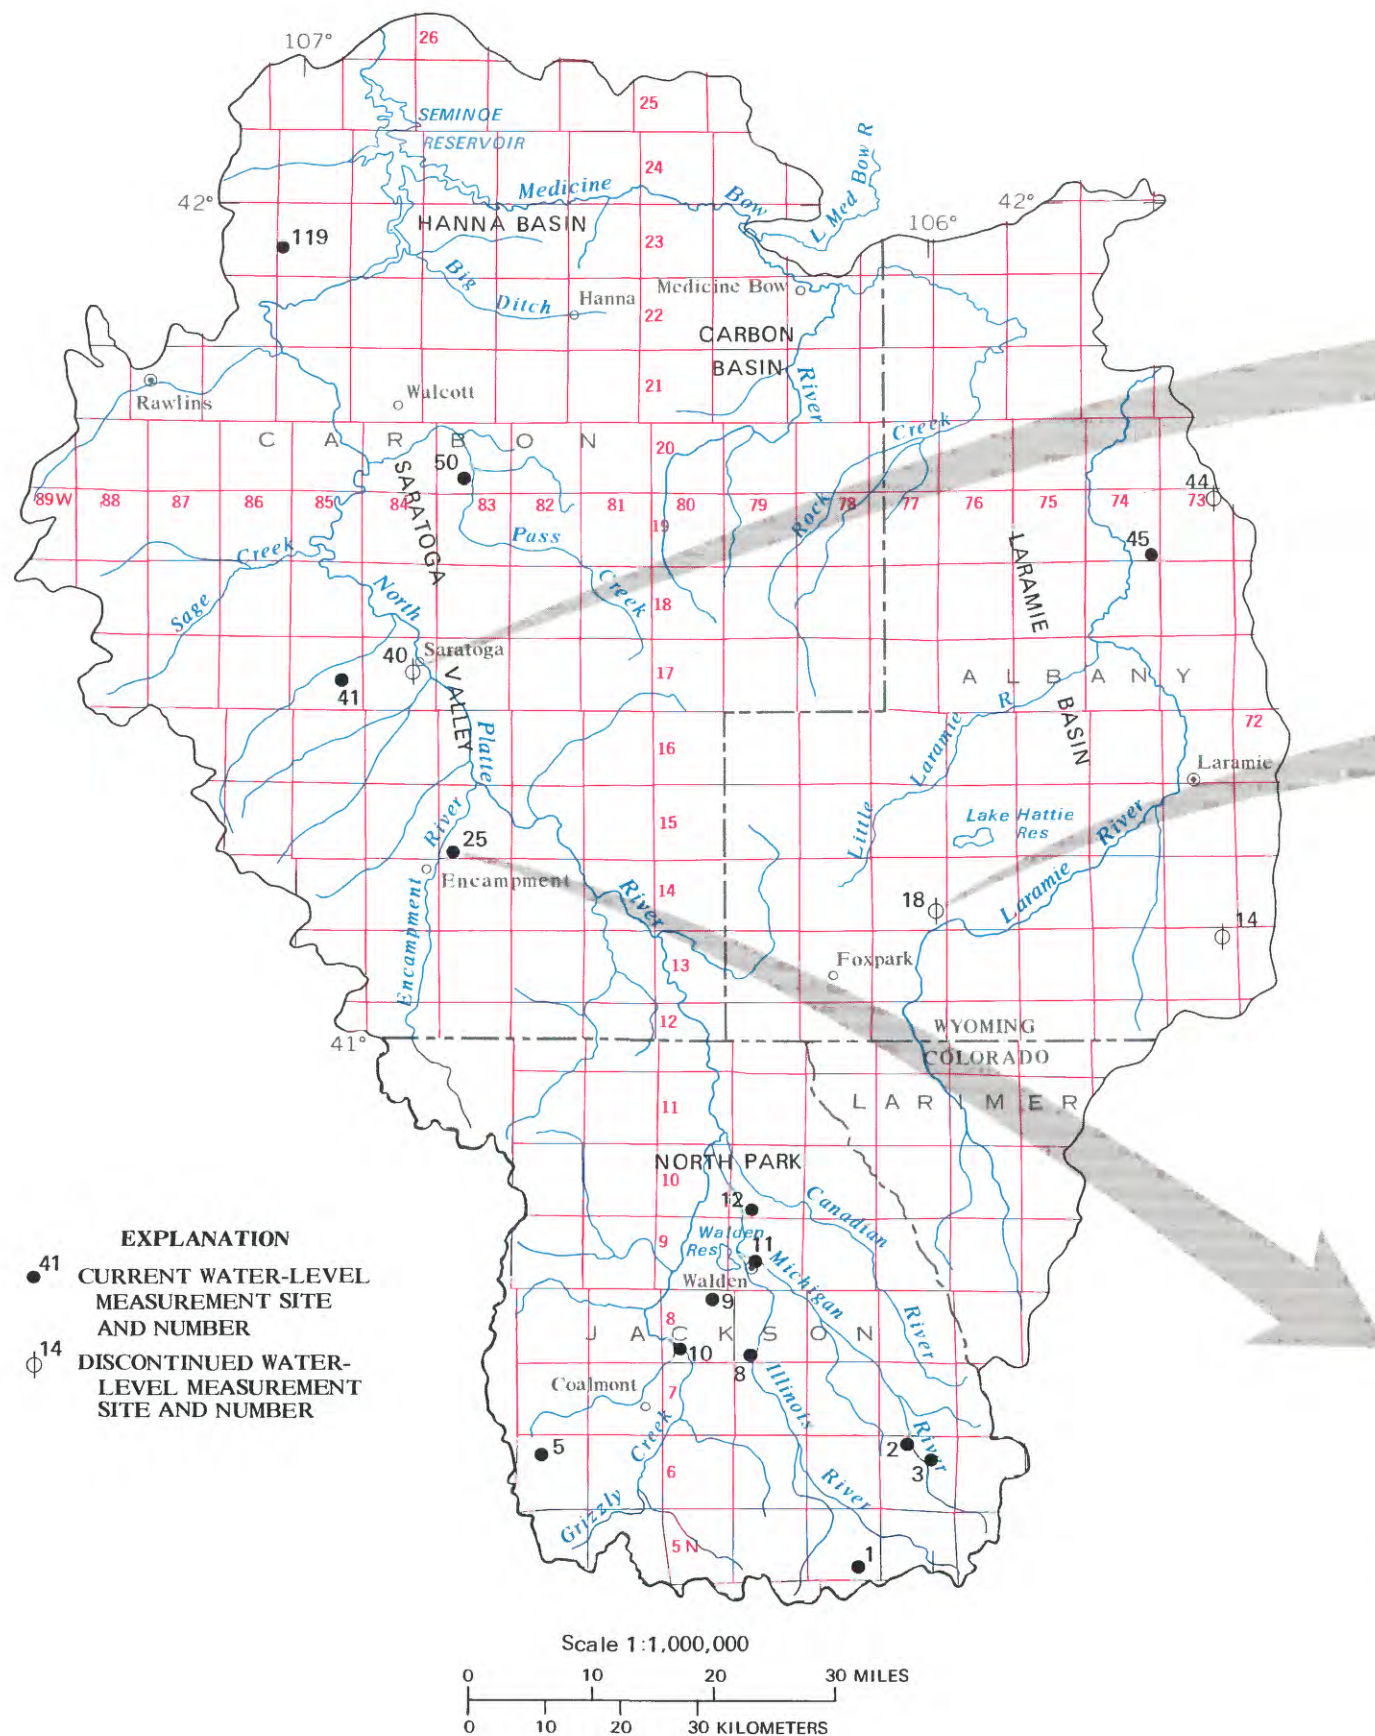 107°
26
25
SEMINOE
RESERVOIR
24
Medicine
Bow
L Med Bow R
42°
42°
106°
119
HANNA BASIN
23
Big
Ditch
Hanna
Medicine Bow
22
CARBON
BASIN
River
Rawlins
Walcott
21
Creek
CARBON
20
50
SARATOGA
44
89W
88
87
86
85
84
83
82
81
80
79
78
77
76
75
74
73
19
Rock
Pass
45
Creek
LARAMIE
Sage
North
Creek
18
40
Saratoga
17
41
VALLEY
ALBANY
R
Laramie
BASIN
72
Platte
16
Laramie
River
15
Lake Hattie
Res
Little
River
25
Encampment
14
River
18
Laramie
14
Encampment
13
Foxpark
12
WYOMING
41°
COLORADO
11
LARIMER
NORTH PARK
10
12
Canadian
9
Walden
Res
11
Michigan
Walden
9
8
JACKSON
River
10
8
Coalmont
7
Illinois
Creek
5
2
River
3
6
River
Grizzly
5 N
1
EXPLANATION
41
CURRENT WATER-LEVEL
MEASUREMENT SITE
AND NUMBER
14
DISCONTINUED WATER-
LEVEL MEASUREMENT
SITE AND NUMBER
Scale 1:1,000,000
0 10 20 30 MILES
0 10 20 30 KILOMETERS